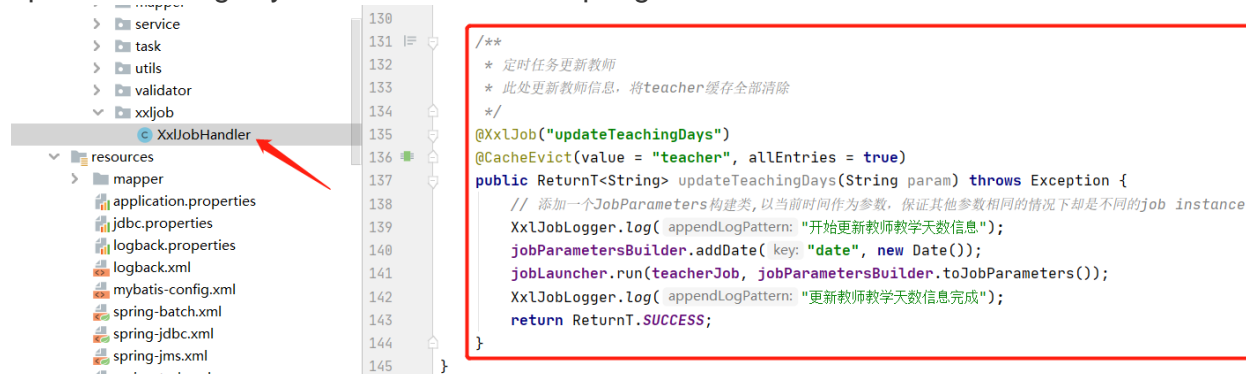 service
task
utils
validator
xxljob
XxlJobHandler
resources
mapper
application.properties
jdbc.properties
logback.properties
logback.xml
mybatis-config.xml
spring-batch.xml
spring-jdbc.xml
spring-jms.xml
130
131 /**
132 * 定时任务更新教师
133 * 此处更新教师信息，将teacher缓存全部清除
134 */
135 @XxlJob("updateTeachingDays")
136 @CacheEvict(value = "teacher", allEntries = true)
137 public ReturnT<String> updateTeachingDays(String param) throws Exception {
138 // 添加一个JobParameters构建类,以当前时间作为参数，保证其他参数相同的情况下却是不同的job instance
139 XxlJobLogger.log( appendLogPattern: "开始更新教师教学天数信息");
140 jobParametersBuilder.addDate( key: "date", new Date());
141 jobLauncher.run(teacherJob, jobParametersBuilder.toJobParameters());
142 XxlJobLogger.log( appendLogPattern: "更新教师教学天数信息完成");
143 return ReturnT.SUCCESS;
144 }
145 }